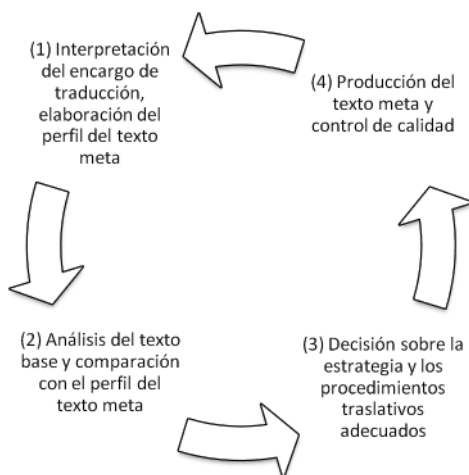 (1) Interpretación
del encargo de
traducción,
elaboración del
perfil del texto
meta
(2) Análisis del texto
base y comparación
con el perfil del
texto meta
(3) Decisión sobre la
estrategia y los
procedimientos
traslativos
adecuados
(4) Producción del
texto meta y
control de calidad